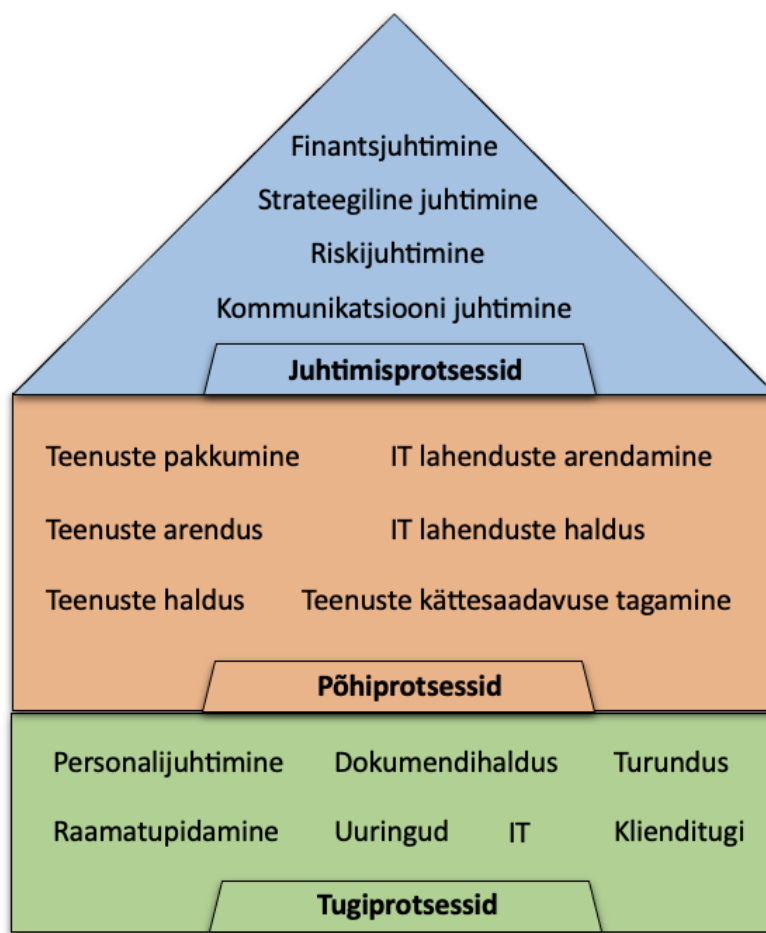 Finantsjuhtimine
Strateegiline juhtimine
Riskijuhtimine
Kommunikatsiooni juhtimine
Juhtimisprotsessid
Teenuste pakkumine IT lahenduste arendamine
Teenuste arendus IT lahenduste haldus
Teenuste haldus Teenuste kättesaadavuse tagamine
Põhiprotsessid
Personalijuhtimine Dokumendihaldus Turundus
Raamatupidamine Uuringud IT Klienditugi
Tugiprotsessid